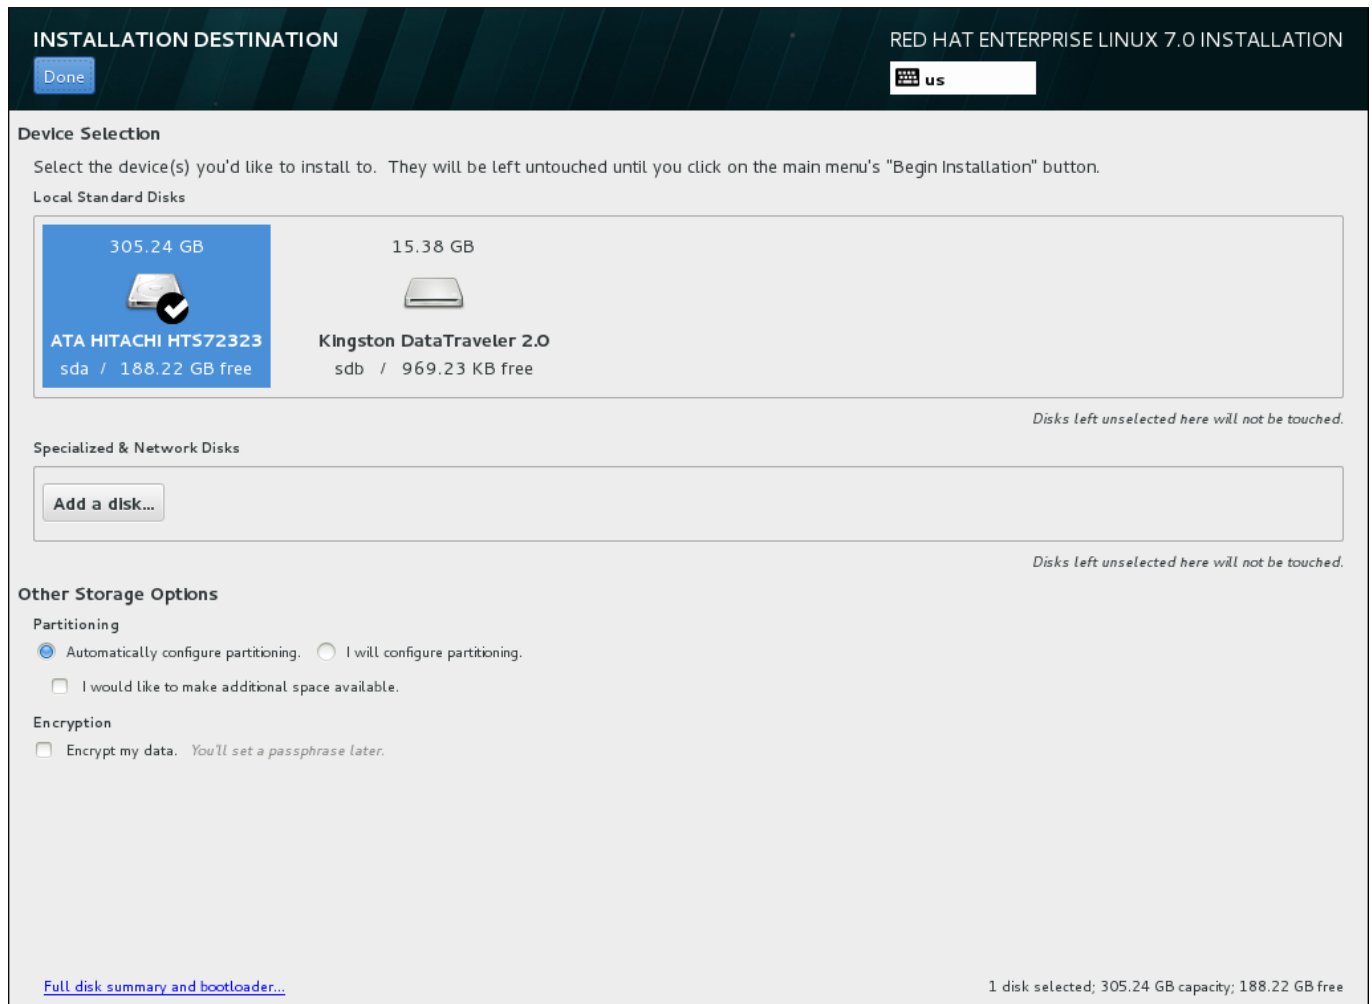 INSTALLATION DESTINATION
RED HAT ENTERPRISE LINUX 7.0 INSTALLATION
Done
us
Device Selection
Select the device(s) you'd like to install to. They will be left untouched until you click on the main menu's "Begin Installation" button.
Local Standard Disks
305.24 GB
ATA HITACHI HTS72323
sda / 188.22 GB free
15.38 GB
Kingston DataTraveler 2.0
sdb / 969.23 KB free
Disks left unselected here will not be touched.
Specialized & Network Disks
Add a disk...
Disks left unselected here will not be touched.
Other Storage Options
Partitioning
Automatically configure partitioning. I will configure partitioning.
I would like to make additional space available.
Encryption
Encrypt my data. You'll set a passphrase later.
Full disk summary and bootloader...
1 disk selected; 305.24 GB capacity; 188.22 GB free